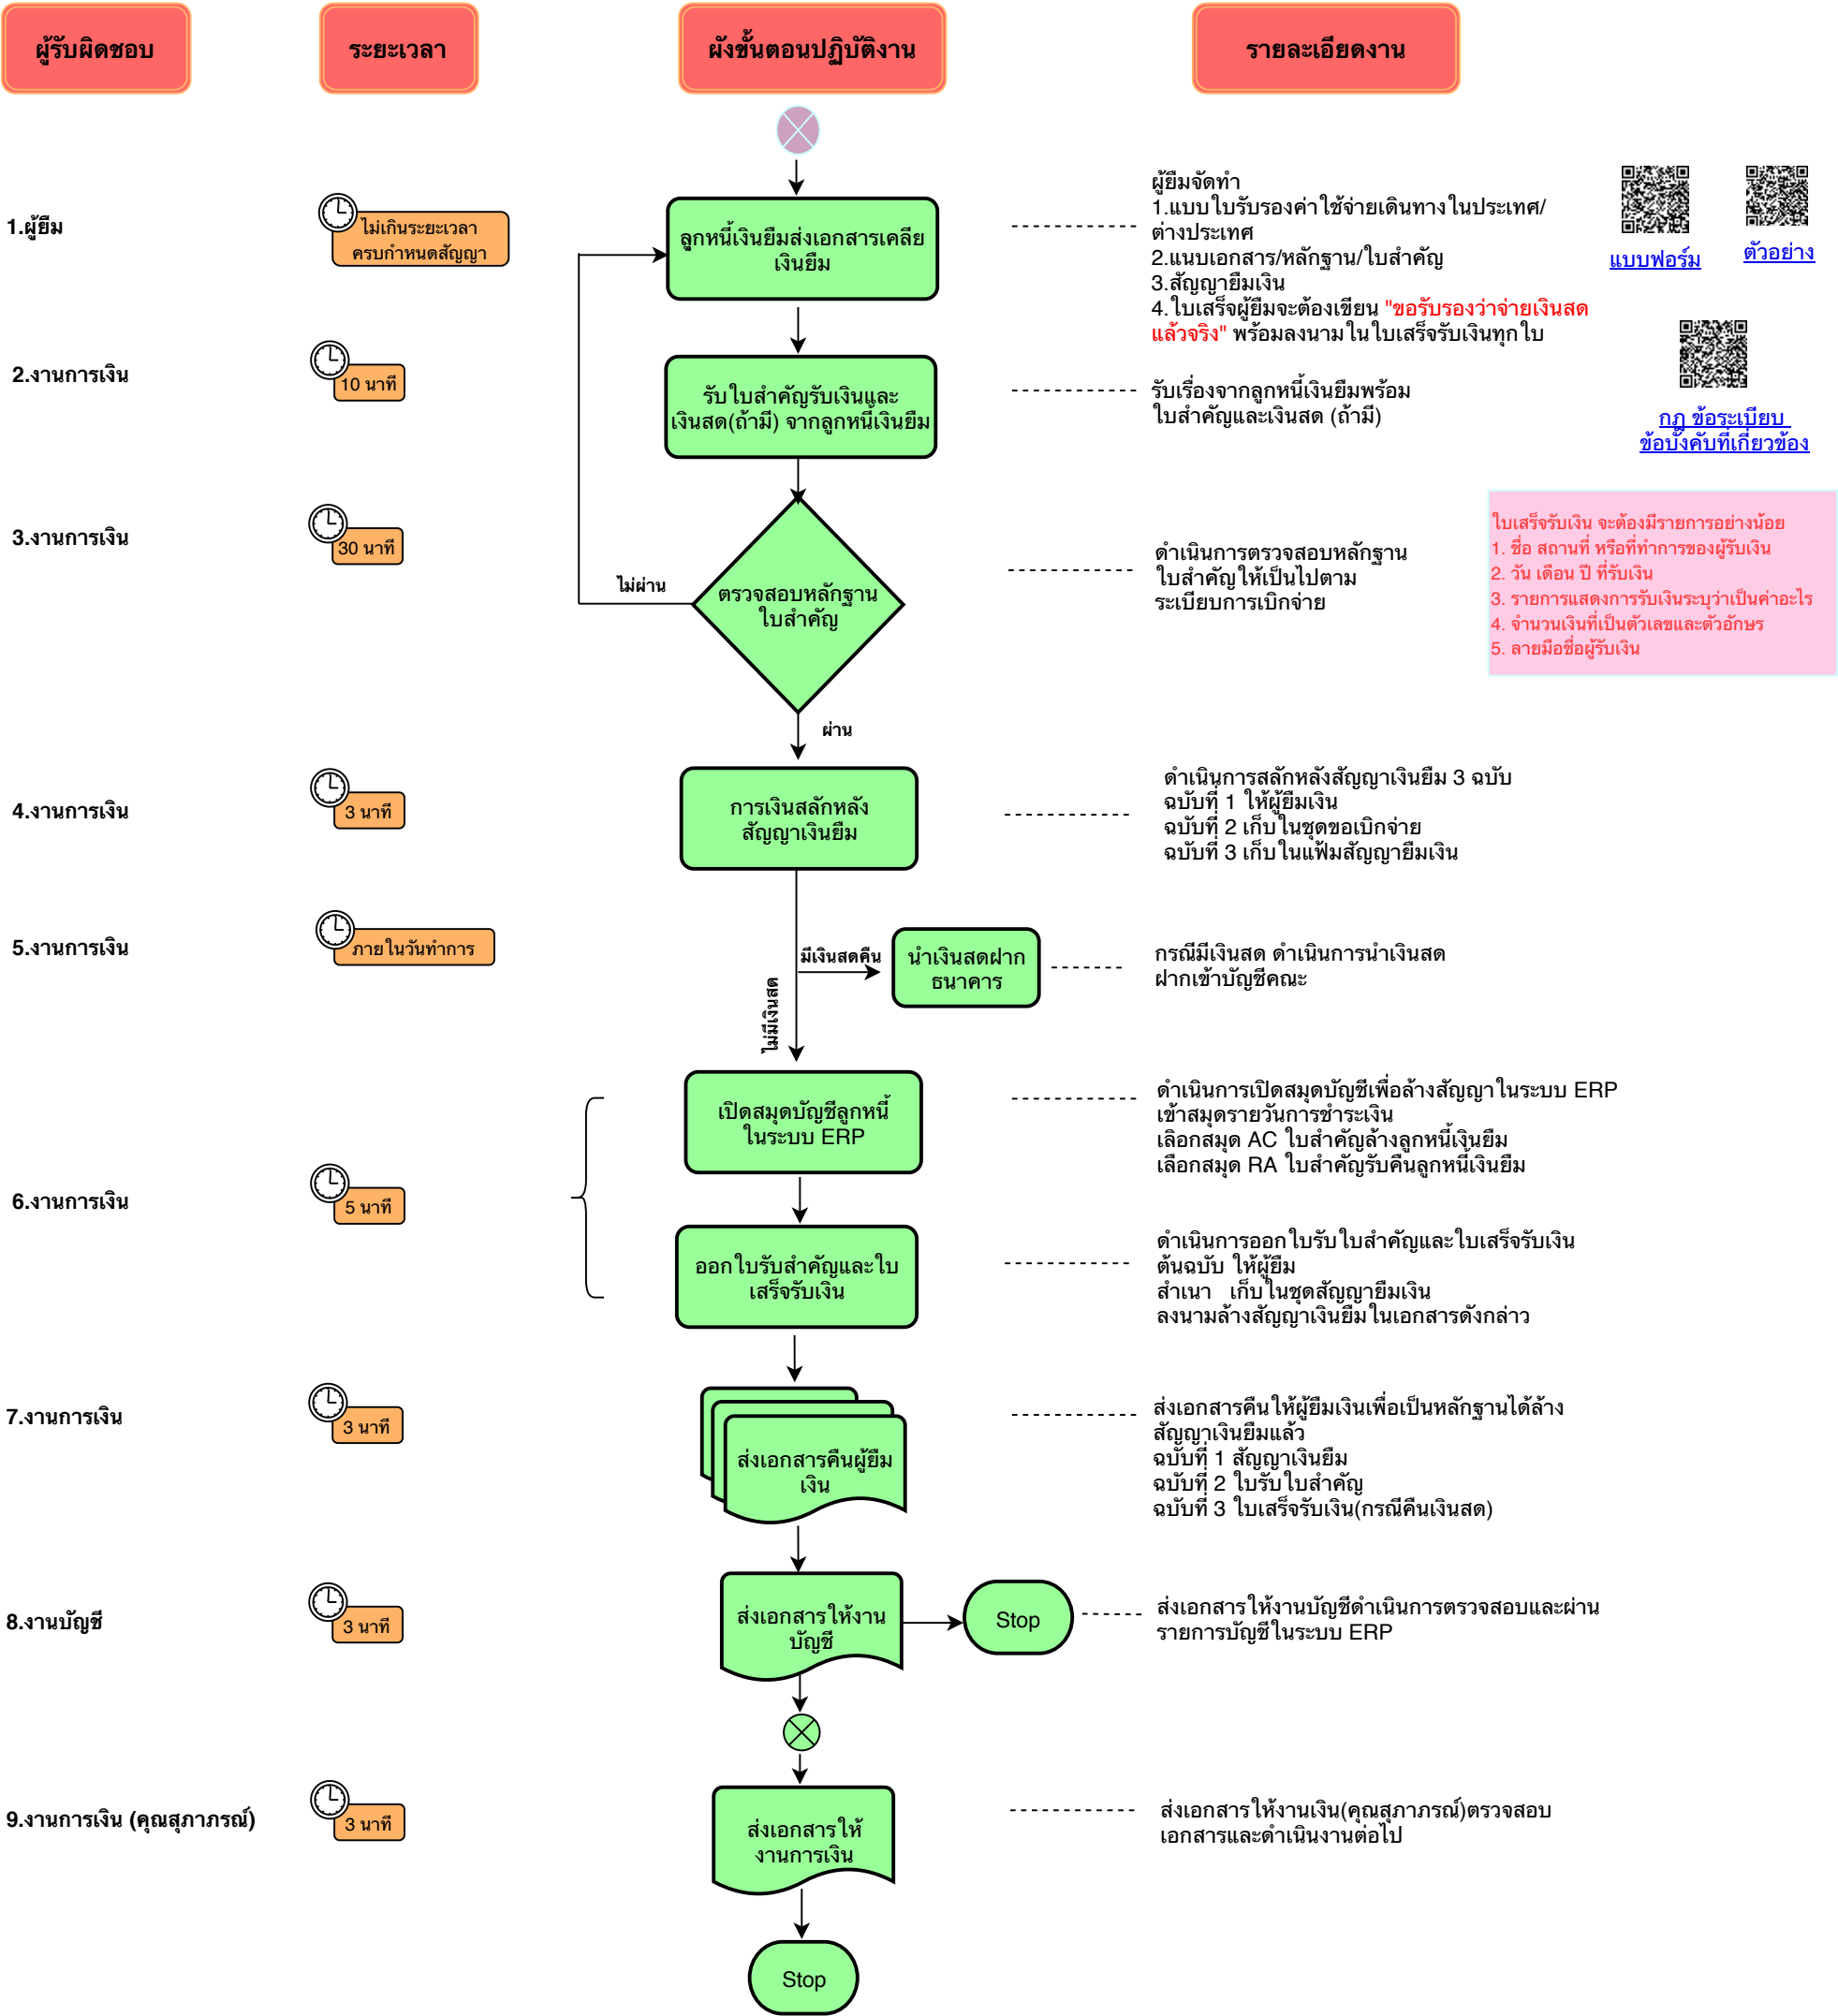 ผู้รับผิดชอบ
ระยะเวลา
ผังขั้นตอนปฏิบัติงาน
รายละเอียดงาน
1.ผู้ยืม
ไม่เกินระยะเวลา
ครบกำหนดสัญญา
ลูกหนี้เงินยืมส่งเอกสารเคลีย
เงินยืม
ผู้ยืมจัดทำ
1.แบบใบรับรองค่าใช้จ่ายเดินทางในประเทศ/
ต่างประเทศ
2.แนบเอกสาร/หลักฐาน/ใบสำคัญ
3.สัญญายืมเงิน
4.ใบเสร็จผู้ยืมจะต้องเขียน "ขอรับรองว่าจ่ายเงินสด
แล้วจริง" พร้อมลงนามในใบเสร็จรับเงินทุกใบ
แบบฟอร์ม
ตัวอย่าง
2.งานการเงิน
10 นาที
รับใบสำคัญรับเงินและ
เงินสด(ถ้ามี) จากลูกหนี้เงินยืม
รับเรื่องจากลูกหนี้เงินยืมพร้อม
ใบสำคัญและเงินสด (ถ้ามี)
กฎ ข้อระเบียบ
ข้อบังคับที่เกี่ยวข้อง
3.งานการเงิน
30 นาที
ไม่ผ่าน
ตรวจสอบหลักฐาน
ใบสำคัญ
ดำเนินการตรวจสอบหลักฐาน
ใบสำคัญให้เป็นไปตาม
ระเบียบการเบิกจ่าย
ใบเสร็จรับเงิน จะต้องมีรายการอย่างน้อย
1. ชื่อ สถานที่ หรือที่ทำการของผู้รับเงิน
2. วัน เดือน ปี ที่รับเงิน
3. รายการแสดงการรับเงินระบุว่าเป็นค่าอะไร
4. จำนวนเงินที่เป็นตัวเลขและตัวอักษร
5. ลายมือชื่อผู้รับเงิน
ผ่าน
4.งานการเงิน
3 นาที
การเงินสลักหลัง
สัญญาเงินยืม
ดำเนินการสลักหลังสัญญาเงินยืม 3 ฉบับ
ฉบับที่ 1 ให้ผู้ยืมเงิน
ฉบับที่ 2 เก็บในชุดขอเบิกจ่าย
ฉบับที่ 3 เก็บในแฟ้มสัญญายืมเงิน
5.งานการเงิน
ภายในวันทำการ
มีเงินสดคืน
ไม่มีเงินสด
นำเงินสดฝาก
ธนาคาร
กรณีมีเงินสด ดำเนินการนำเงินสด
ฝากเข้าบัญชีคณะ
6.งานการเงิน
5 นาที
เปิดสมุดบัญชีลูกหนี้
ในระบบ ERP
ดำเนินการเปิดสมุดบัญชีเพื่อล้างสัญญาในระบบ ERP
เข้าสมุดรายวันการชำระเงิน
เลือกสมุด AC ใบสำคัญล้างลูกหนี้เงินยืม
เลือกสมุด RA ใบสำคัญรับคืนลูกหนี้เงินยืม
ออกใบรับสำคัญและใบ
เสร็จรับเงิน
ดำเนินการออกใบรับใบสำคัญและใบเสร็จรับเงิน
ต้นฉบับ ให้ผู้ยืม
สำเนา เก็บในชุดสัญญายืมเงิน
ลงนามล้างสัญญาเงินยืมในเอกสารดังกล่าว
7.งานการเงิน
3 นาที
ส่งเอกสารคืนผู้ยืม
เงิน
ส่งเอกสารคืนให้ผู้ยืมเงินเพื่อเป็นหลักฐานได้ล้าง
สัญญาเงินยืมแล้ว
ฉบับที่ 1 สัญญาเงินยืม
ฉบับที่ 2 ใบรับใบสำคัญ
ฉบับที่ 3 ใบเสร็จรับเงิน(กรณีคืนเงินสด)
8.งานบัญชี
3 นาที
ส่งเอกสารให้งาน
บัญชี
Stop
ส่งเอกสารให้งานบัญชีดำเนินการตรวจสอบและผ่าน
รายการบัญชีในระบบ ERP
9.งานการเงิน (คุณสุภาภรณ์)
3 นาที
ส่งเอกสารให้
งานการเงิน
ส่งเอกสารให้งานเงิน(คุณสุภาภรณ์)ตรวจสอบ
เอกสารและดำเนินงานต่อไป
Stop